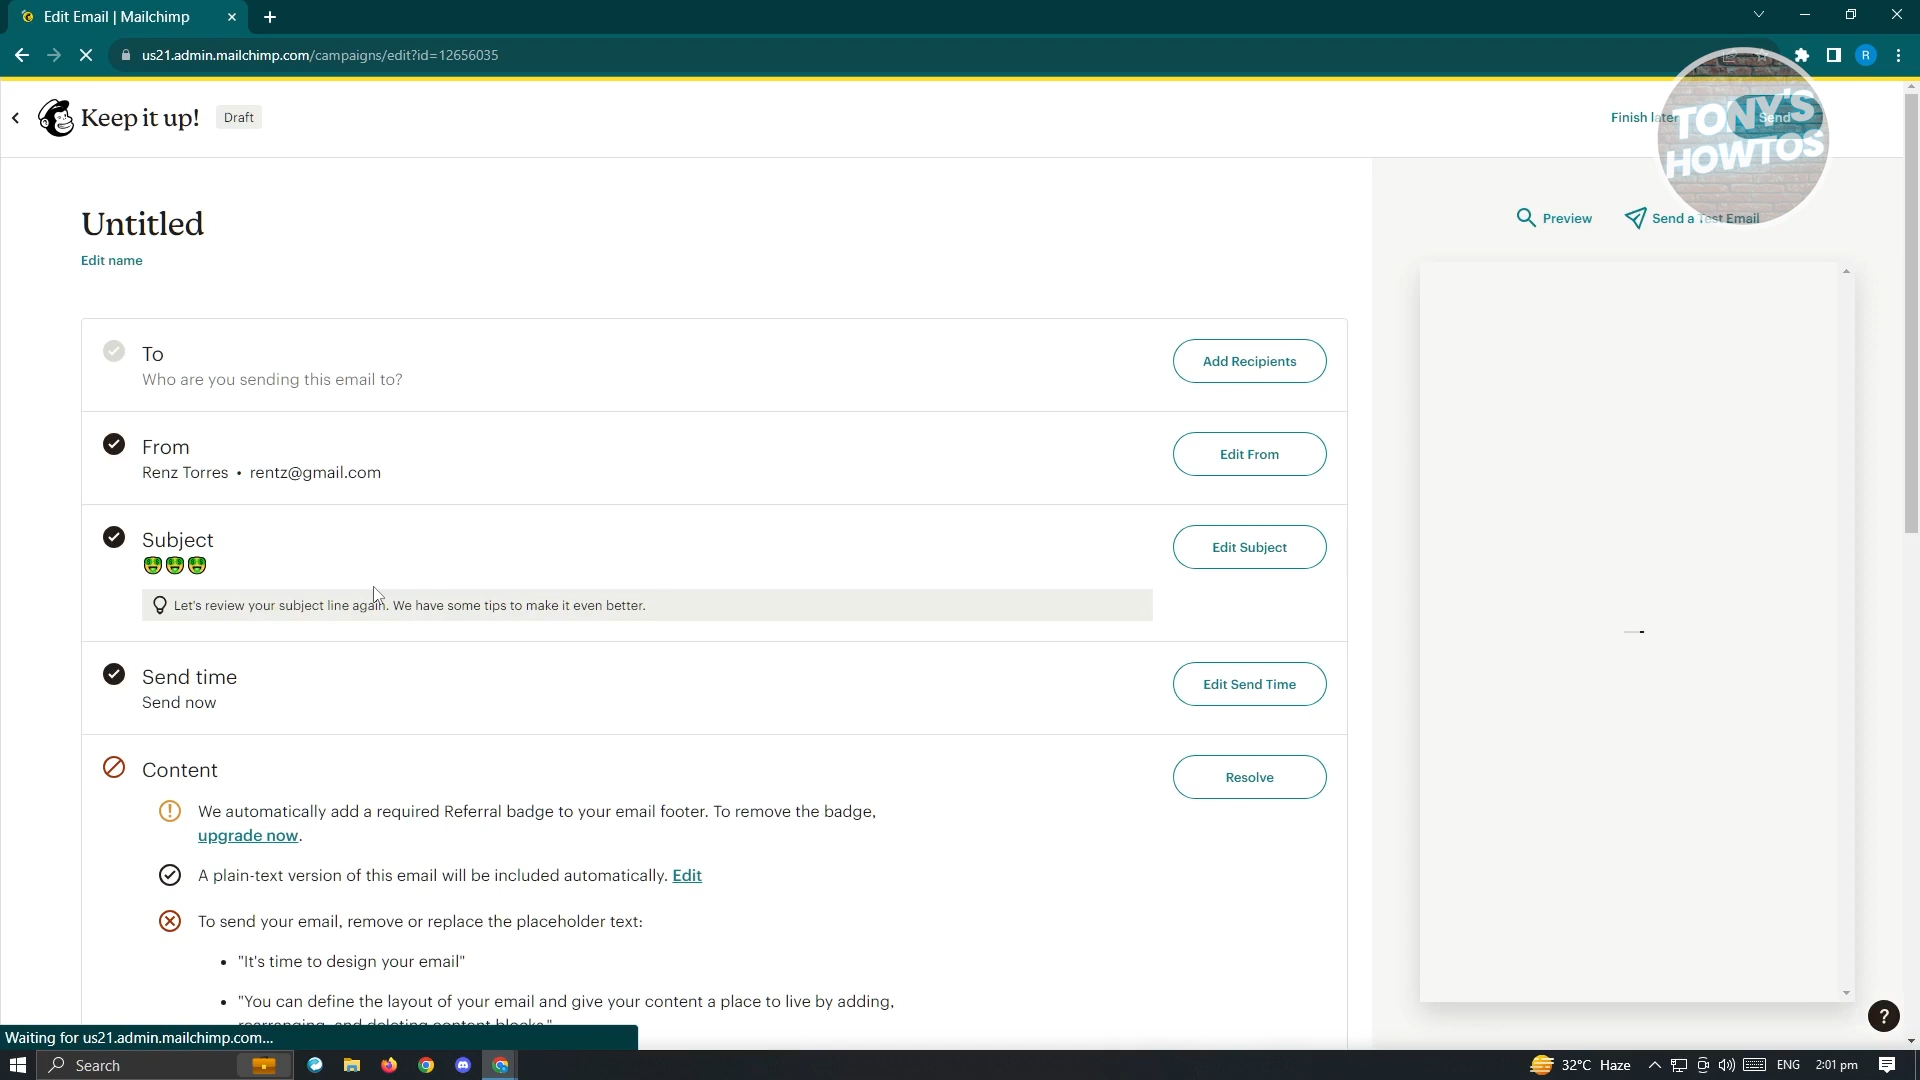 Edit Email | Mailchimp
us21.admin.mailchimp.com/campaigns/edit?id=12656035
R
Keep it up!
Draft
Finish later
Send
TONY'S
HOWTOS
Untitled
Edit name
Preview
Send a Test Email
To
Who are you sending this email to?
Add Recipients
From
Renz Torres • rentz@gmail.com
Edit From
Subject
🤑🤑🤑
Edit Subject
Let's review your subject line again. We have some tips to make it even better.
Send time
Send now
Edit Send Time
Content
Resolve
We automatically add a required Referral badge to your email footer. To remove the badge,
upgrade now.
A plain-text version of this email will be included automatically. Edit
To send your email, remove or replace the placeholder text:
• "It's time to design your email"
• "You can define the layout of your email and give your content a place to live by adding,
rearranging, and deleting content blocks."
?
Waiting for us21.admin.mailchimp.com...
Search
32°C Haze
ENG
2:01 pm